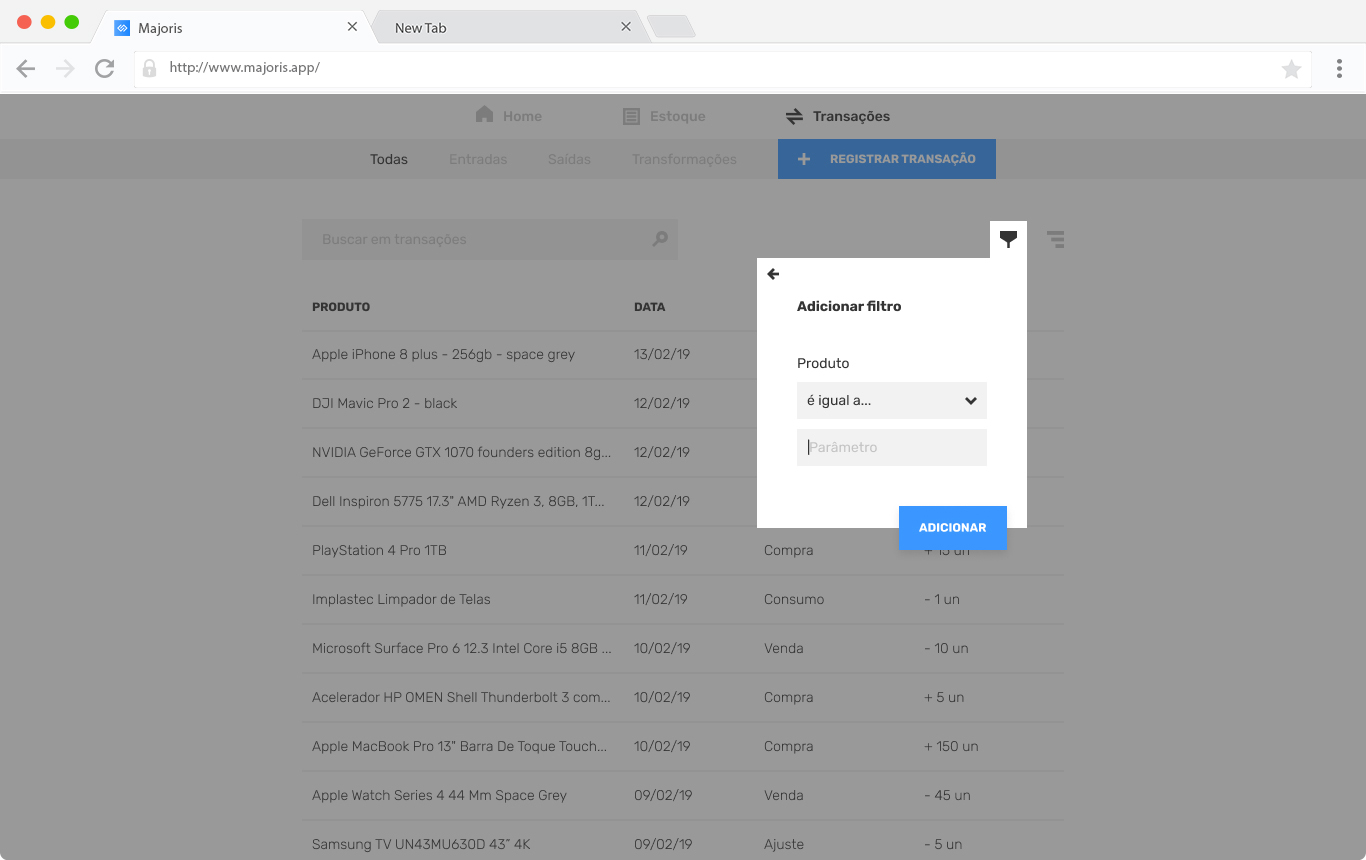 Majoris
New Tab
http://www.majoris.app/
Home
Estoque
Transações
Todas
Entradas
Saídas
Transformações
REGISTRAR TRANSAÇÃO
Buscar em transações
Adicionar filtro
Produto
é igual a...
Parâmetro
ADICIONAR
PRODUTO DATA
Apple iPhone 8 plus - 256gb - space grey 13/02/19
DJI Mavic Pro 2 - black 12/02/19
NVIDIA GeForce GTX 1070 founders edition 8g... 12/02/19
Dell Inspiron 5775 17.3" AMD Ryzen 3, 8GB, 1T... 12/02/19
PlayStation 4 Pro 1TB 11/02/19 Compra + 15 un
Implastec Limpador de Telas 11/02/19 Consumo - 1 un
Microsoft Surface Pro 6 12.3 Intel Core i5 8GB ... 10/02/19 Venda - 10 un
Acelerador HP OMEN Shell Thunderbolt 3 com... 10/02/19 Compra + 5 un
Apple MacBook Pro 13" Barra De Toque Touch... 10/02/19 Compra + 150 un
Apple Watch Series 4 44 Mm Space Grey 09/02/19 Venda - 45 un
Samsung TV UN43MU630D 43" 4K 09/02/19 Ajuste - 5 un